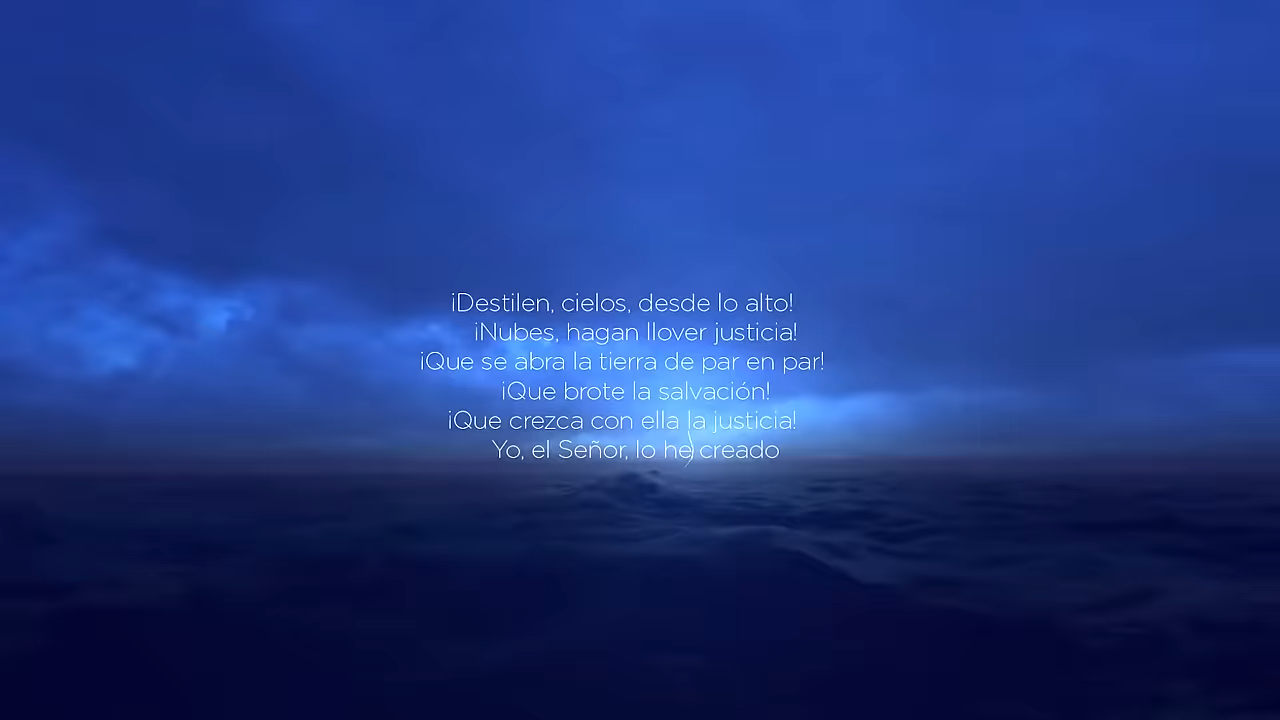 ¡Destilen, cielos, desde lo alto!
¡Nubes, hagan llover justicia!
¡Que se abra la tierra de par en par!
¡Que brote la salvación!
¡Que crezca con ella la justicia!
Yo, el Señor, lo he creado